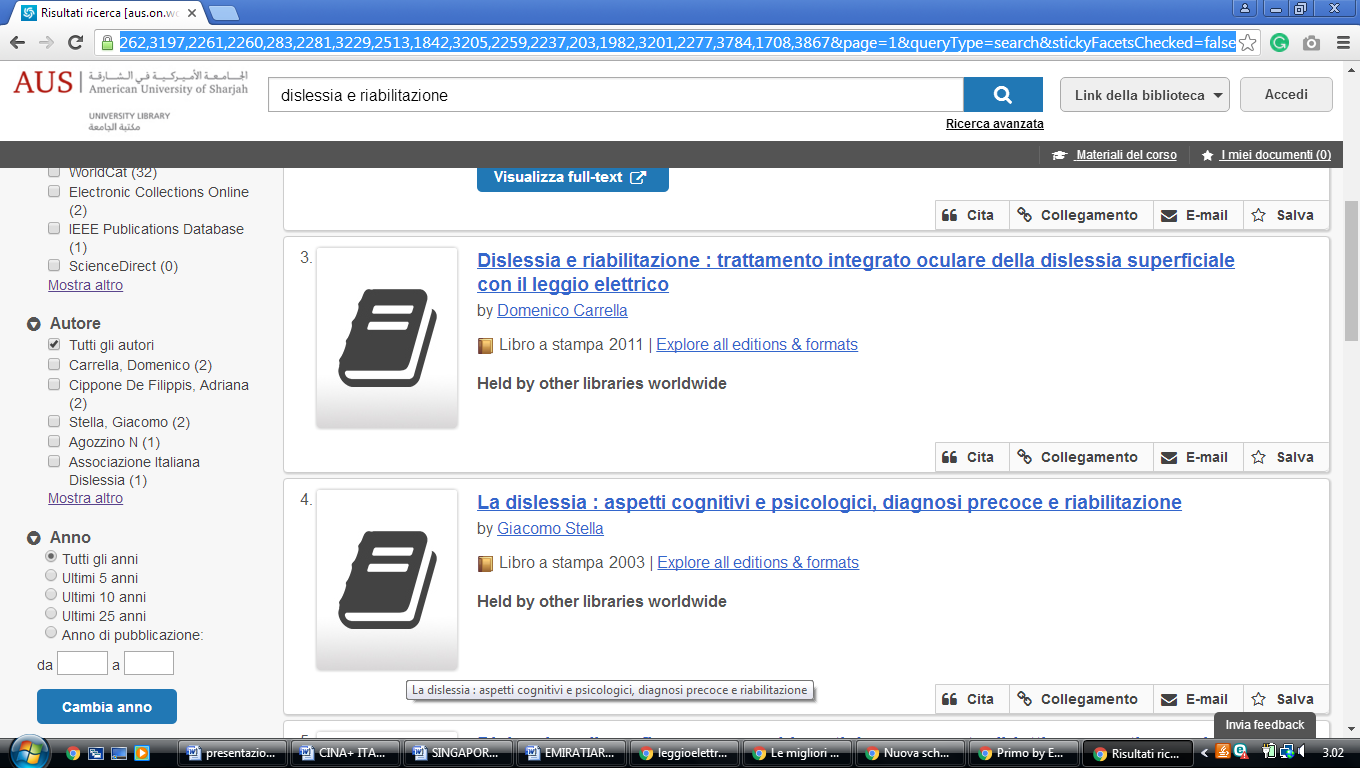 Risultati ricerca [aus.on.wo
262,3197,2261,2260,283,2281,3229,2513,1842,3205,2259,2237,203,1982,3201,2277,3784,1708,3867&page=1&queryType=search&stickyFacetsChecked=false
AUS
الجامعة الأميركية في الشارقة
American University of Sharjah
UNIVERSITY LIBRARY
مكتبة الجامعة
dislessia e riabilitazione
Link della biblioteca
Accedi
Ricerca avanzata
Materiali del corso
I miei documenti (0)
WorldCat (32)
Electronic Collections Online
(2)
IEEE Publications Database
(1)
ScienceDirect (0)
Mostra altro
Autore
Tutti gli autori
Carrella, Domenico (2)
Cippone De Filippis, Adriana
(2)
Stella, Giacomo (2)
Agozzino N (1)
Associazione Italiana
Dislessia (1)
Mostra altro
Anno
Tutti gli anni
Ultimi 5 anni
Ultimi 10 anni
Ultimi 25 anni
Anno di pubblicazione:
da a
Cambia anno
Visualizza full-text
Cita Collegamento E-mail Salva
3.
Dislessia e riabilitazione : trattamento integrato oculare della dislessia superficiale
con il leggio elettrico
by Domenico Carrella
Libro a stampa 2011 | Explore all editions & formats
Held by other libraries worldwide
Cita Collegamento E-mail Salva
4.
La dislessia : aspetti cognitivi e psicologici, diagnosi precoce e riabilitazione
by Giacomo Stella
Libro a stampa 2003 | Explore all editions & formats
Held by other libraries worldwide
La dislessia : aspetti cognitivi e psicologici, diagnosi precoce e riabilitazione
Cita Collegamento E-mail Salva
Invia feedback
presentazio... CINA+ ITA... SINGAPOR... EMIRATIAR... leggioelettr... Le migliori ... Nuova sch... Primo by E... Risultati ric... 3.02